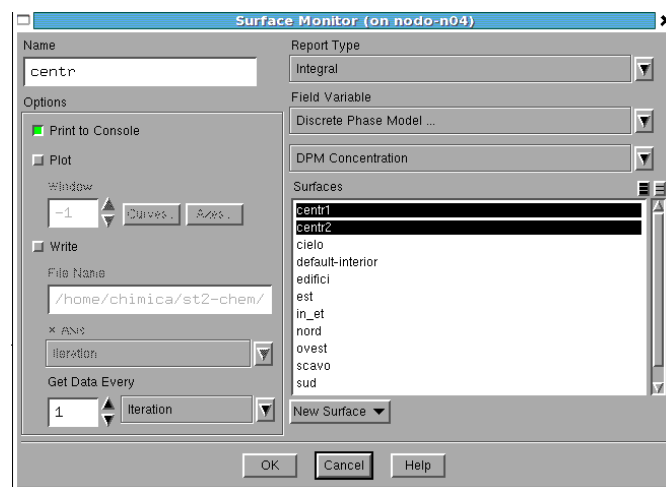 Surface Monitor (on nodo-n04)
Name
centr
Options
Print to Console
Plot
Window
-1
Curves...
Axes...
Write
File Name
/home/chimica/st2-chem/
X Axis
Iteration
Get Data Every
1
Iteration
Report Type
Integral
Field Variable
Discrete Phase Model ...
DPM Concentration
Surfaces
centr1
centr2
cielo
default-interior
edifici
est
in_et
nord
ovest
scavo
sud
New Surface
OK
Cancel
Help